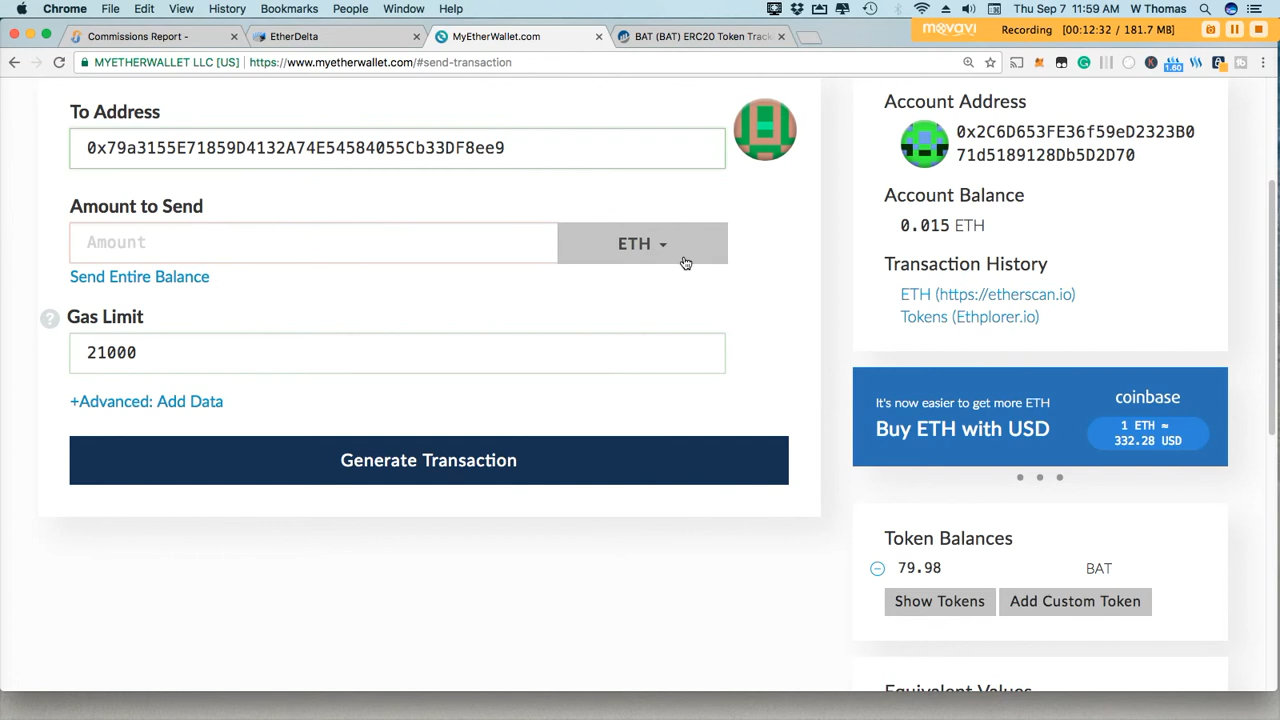 Chrome File Edit View History Bookmarks People Window Help
Thu Sep 7 11:59 AM W Thomas
movavi Recording (00:12:32 / 181.7 MB)
Commissions Report -
EtherDelta
MyEtherWallet.com
BAT (BAT) ERC20 Token Track
MYETHERWALLET LLC [US] https://www.myetherwallet.com/#send-transaction
1.60
To Address
0x79a3155E71859D4132A74E54584055Cb33DF8ee9
Amount to Send
Amount
ETH
Send Entire Balance
? Gas Limit
21000
+Advanced: Add Data
Generate Transaction
Account Address
0x2C6D653FE36f59eD2323B0
71d5189128Db5D2D70
Account Balance
0.015 ETH
Transaction History
ETH (https://etherscan.io)
Tokens (Ethplorer.io)
It's now easier to get more ETH
Buy ETH with USD
coinbase
1 ETH ≈
332.28 USD
Token Balances
79.98 BAT
Show Tokens Add Custom Token
Equivalent Values